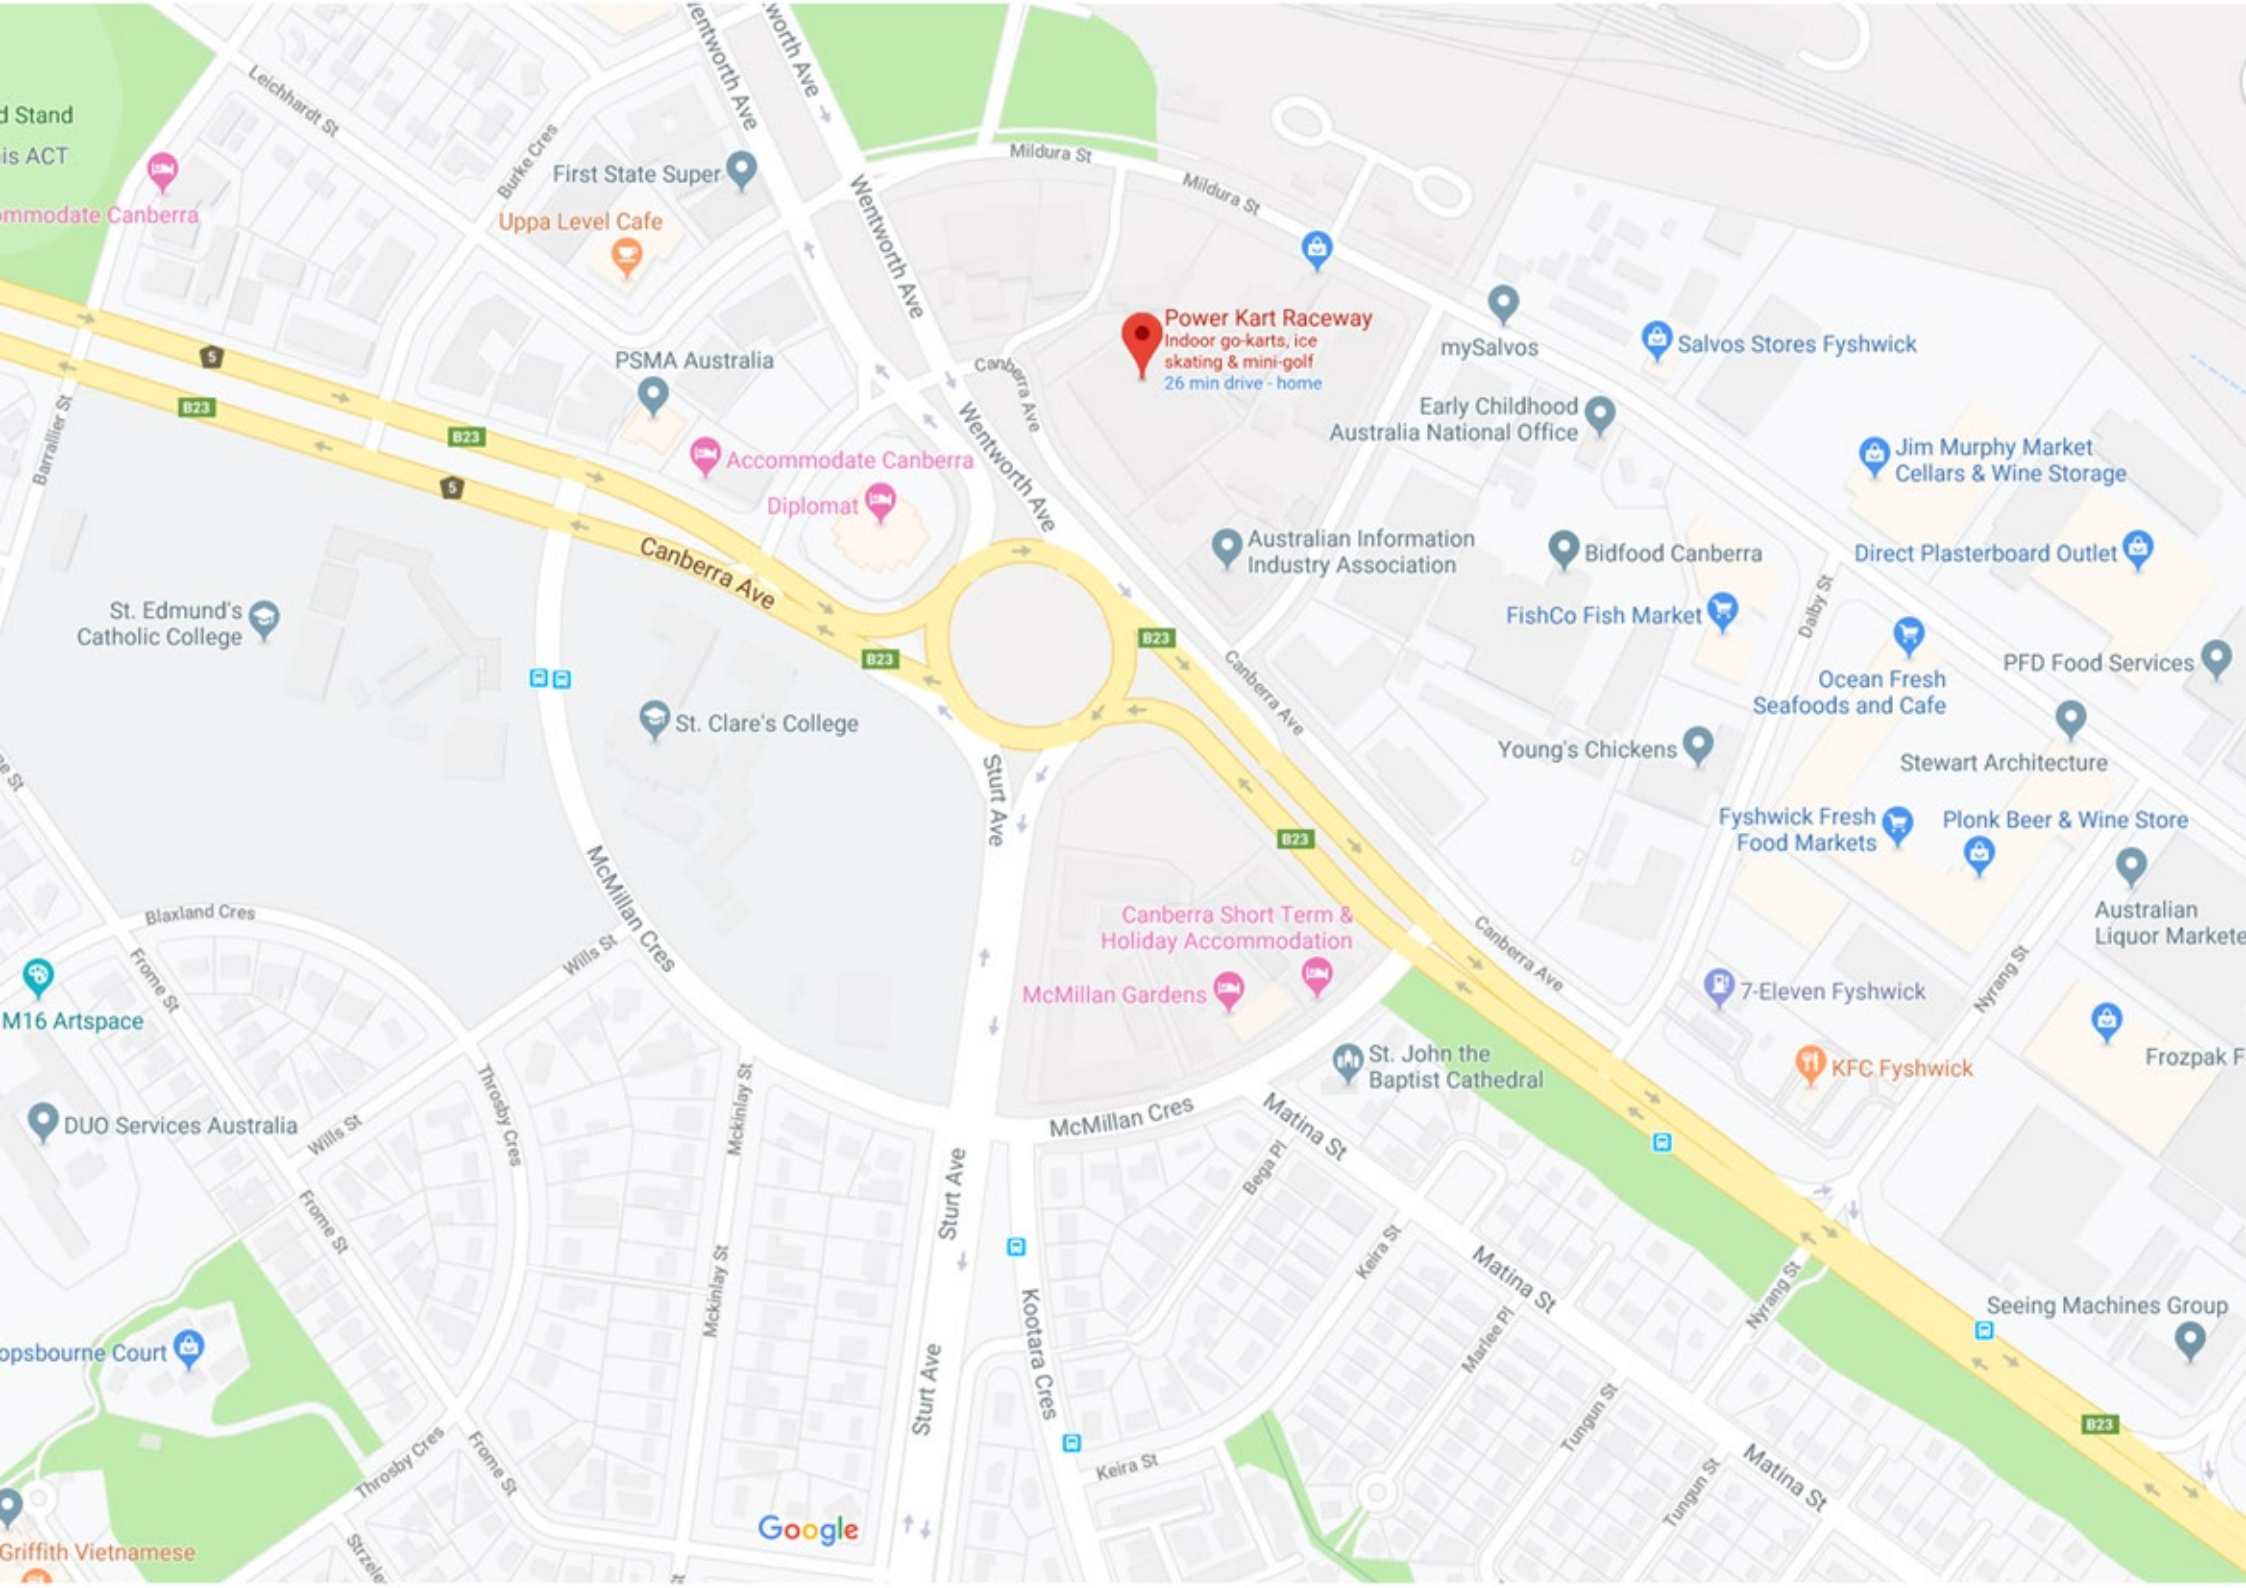 entworth Ave
worth Ave
Leichhardt St
d Stand
is ACT
ommodate Canberra
Burke Cres
First State Super
Uppa Level Cafe
Mildura St
Mildura St
Wentworth Ave
Power Kart Raceway
Indoor go-karts, ice
skating & mini-golf
26 min drive - home
mySalvos
Salvos Stores Fyshwick
5
B23
Barrallier St
PSMA Australia
Canberra Ave
Wentworth Ave
B23
5
Accommodate Canberra
Diplomat
Early Childhood
Australia National Office
Jim Murphy Market
Cellars & Wine Storage
Australian Information
Industry Association
Bidfood Canberra
Direct Plasterboard Outlet
Canberra Ave
St. Edmund's
Catholic College
FishCo Fish Market
Dalby St
B23
B23
Canberra Ave
PFD Food Services
Ocean Fresh
Seafoods and Cafe
St. Clare's College
Young's Chickens
Stewart Architecture
ne St
Sturt Ave
B23
Fyshwick Fresh
Food Markets
Plonk Beer & Wine Store
McMillan Cres
Blaxland Cres
Wills St
Frome St
Canberra Short Term &
Holiday Accommodation
McMillan Gardens
Canberra Ave
Australian
Liquor Markete
Nyrang St
7-Eleven Fyshwick
M16 Artspace
St. John the
Baptist Cathedral
KFC Fyshwick
Frozpak F
DUO Services Australia
Wills St
Throsby Cres
Mckinlay St
McMillan Cres
Matina St
Bega Pl
Sturt Ave
Frome St
Keira St
Matina St
Nyrang St
Mckinlay St
Kootara Cres
Seeing Machines Group
opsbourne Court
Marlee Pl
Sturt Ave
Tungun St
B23
Throsby Cres
Frome St
Keira St
Matina St
Tungun St
Google
Griffith Vietnamese
Strzele